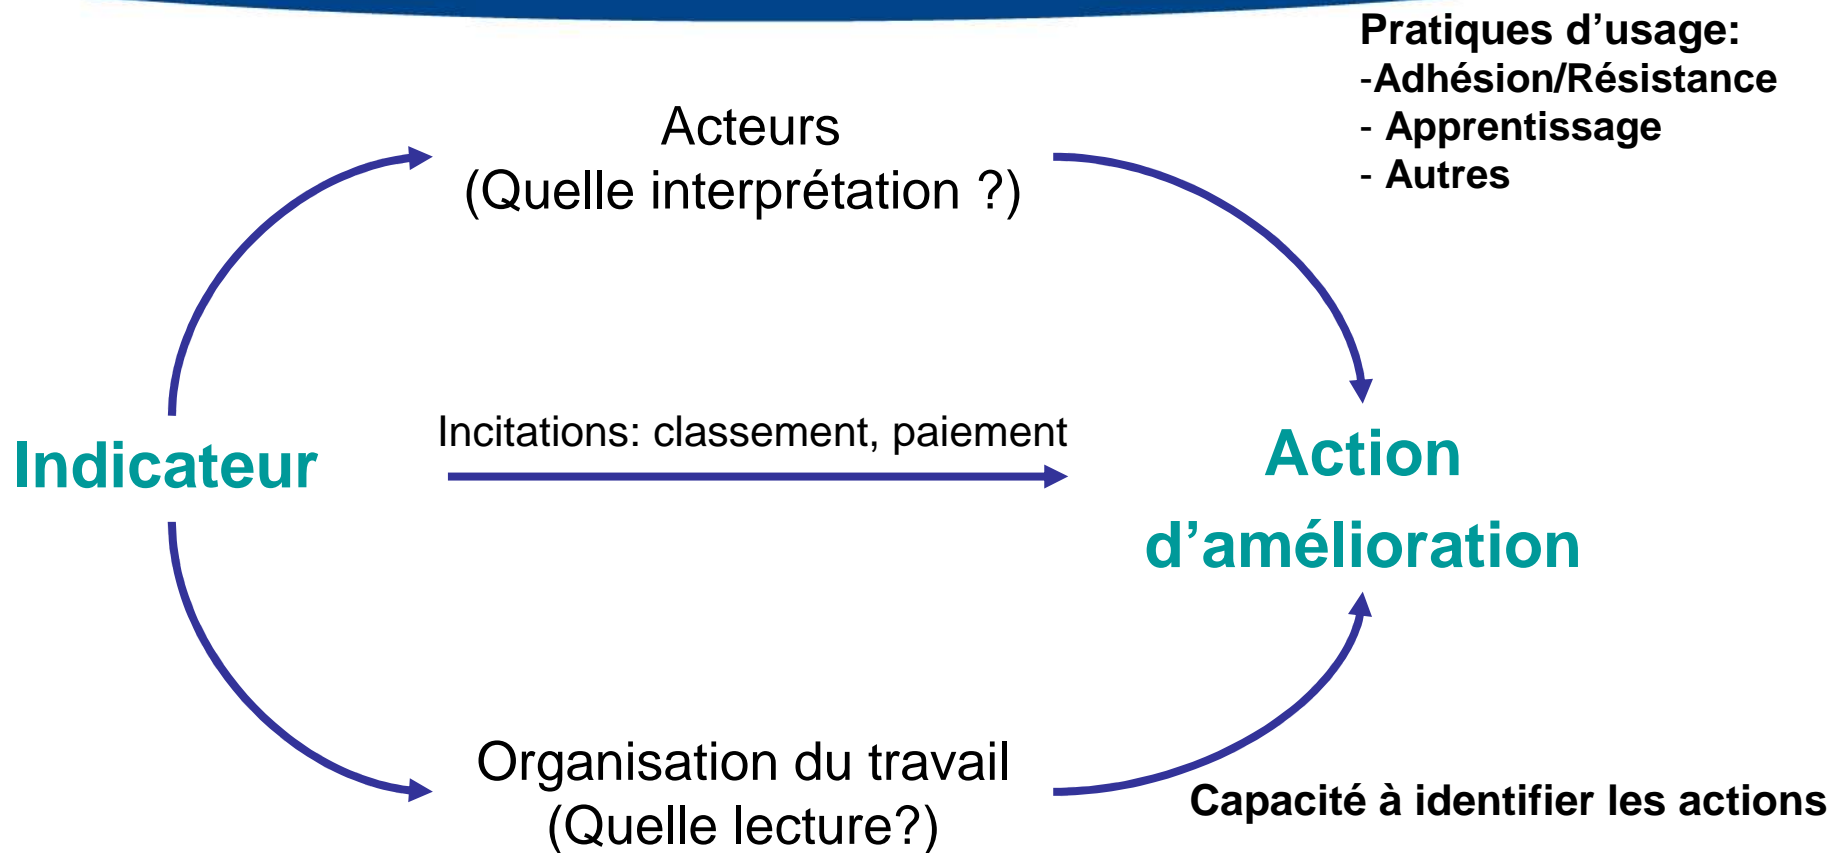 Pratiques d’usage:
-Adhésion/Résistance
- Apprentissage
- Autres
Acteurs
(Quelle interprétation ?)
Incitations: classement, paiement
Indicateur
Action
d’amélioration
Organisation du travail
(Quelle lecture?)
Capacité à identifier les actions